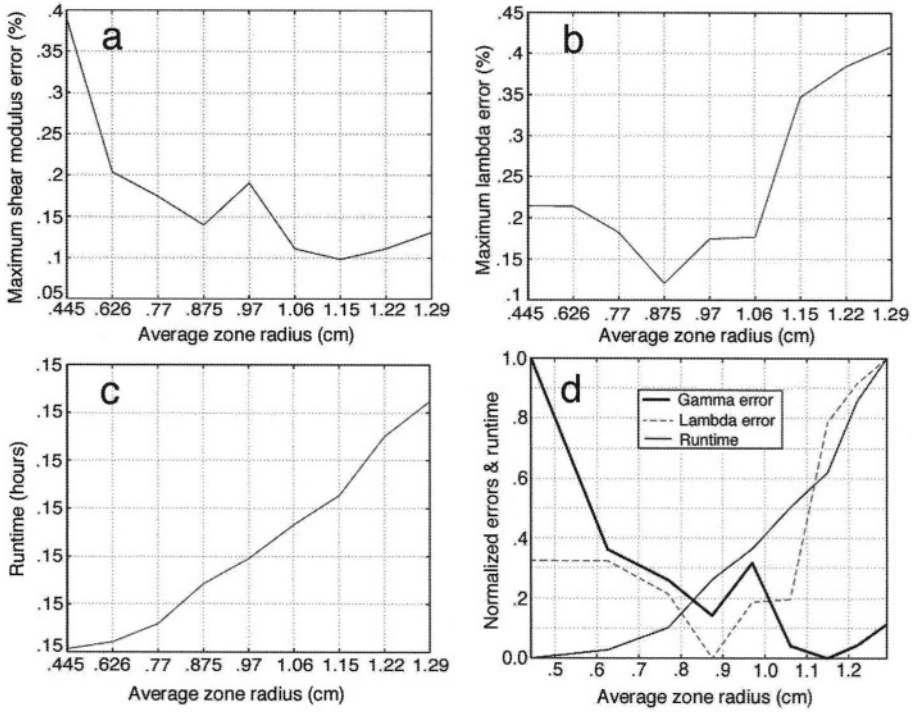 a
Maximum shear modulus error (%)
.4
.35
.3
.25
.2
.15
.1
.05
.445 .626 .77 .875 .97 1.06 1.15 1.22 1.29
Average zone radius (cm)
b
Maximum lambda error (%)
.45
.4
.35
.3
.25
.2
.15
.1
.445 .626 .77 .875 .97 1.06 1.15 1.22 1.29
Average zone radius (cm)
c
Runtime (hours)
.15
.15
.15
.15
.15
.15
.15
.445 .626 .77 .875 .97 1.06 1.15 1.22 1.29
Average zone radius (cm)
d
Normalized errors & runtime
1.0
.8
.6
.4
.2
0.0
Gamma error
Lambda error
Runtime
.5 .6 .7 .8 .9 1.0 1.1 1.2
Average zone radius (cm)